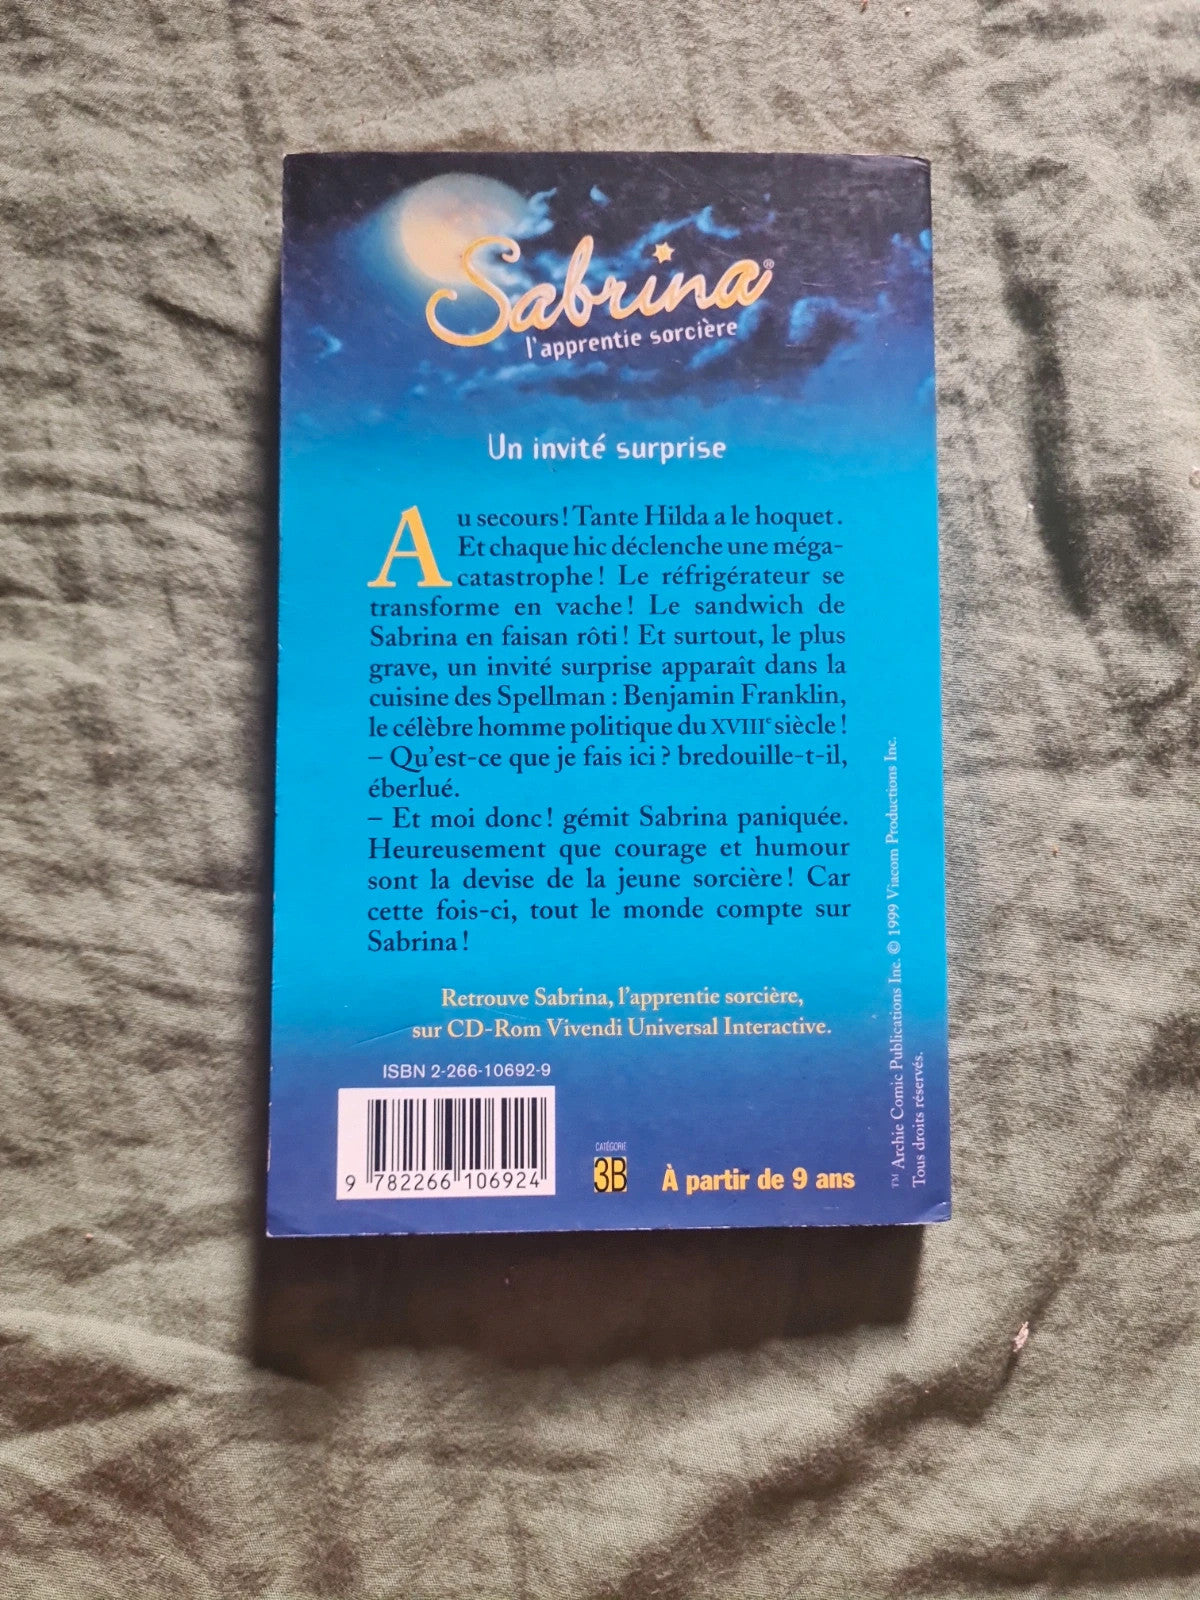 Sabrina®
l'apprentie sorcière
Un invité surprise
Au secours ! Tante Hilda a le hoquet.
Et chaque hic déclenche une méga-
catastrophe ! Le réfrigérateur se
transforme en vache ! Le sandwich de
Sabrina en faisan rôti ! Et surtout, le plus
grave, un invité surprise apparaît dans la
cuisine des Spellman : Benjamin Franklin,
le célèbre homme politique du XVIIIe siècle !
– Qu'est-ce que je fais ici ? bredouille-t-il,
éberlué.
– Et moi donc ! gémit Sabrina paniquée.
Heureusement que courage et humour
sont la devise de la jeune sorcière ! Car
cette fois-ci, tout le monde compte sur
Sabrina !
Retrouve Sabrina, l'apprentie sorcière,
sur CD-Rom Vivendi Universal Interactive.
ISBN 2-266-10692-9
9 782266 106924
CATÉGORIE
3B
À partir de 9 ans
™ Archie Comic Publications Inc. © 1999 Viacom Productions Inc.
Tous droits réservés.